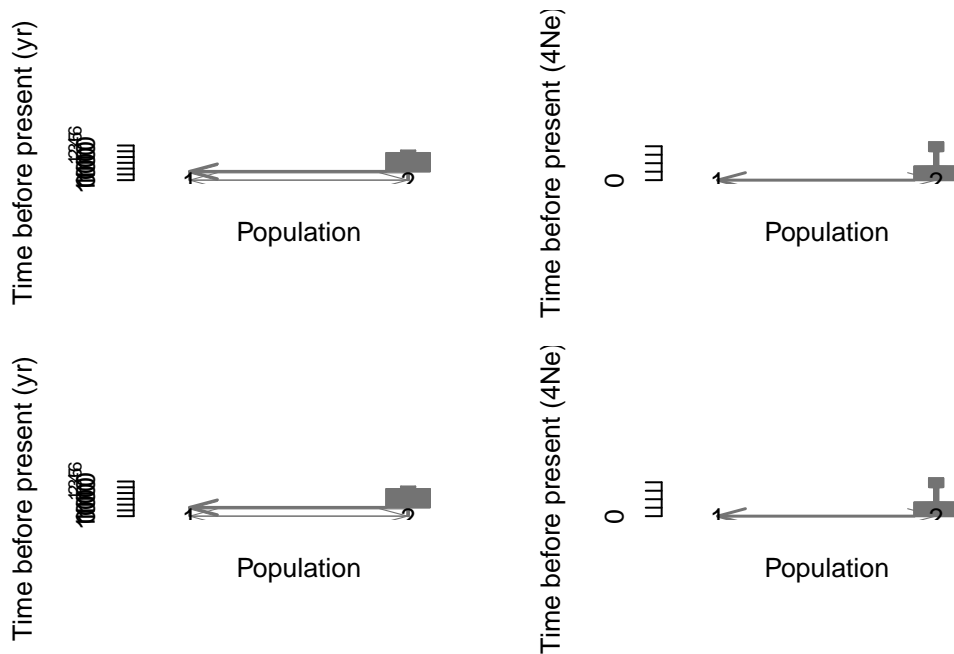 Time before present (yr)
1
2
Population
Time before present (4Ne)
0
1
2
Population
Time before present (yr)
1
2
Population
Time before present (4Ne)
0
1
2
Population